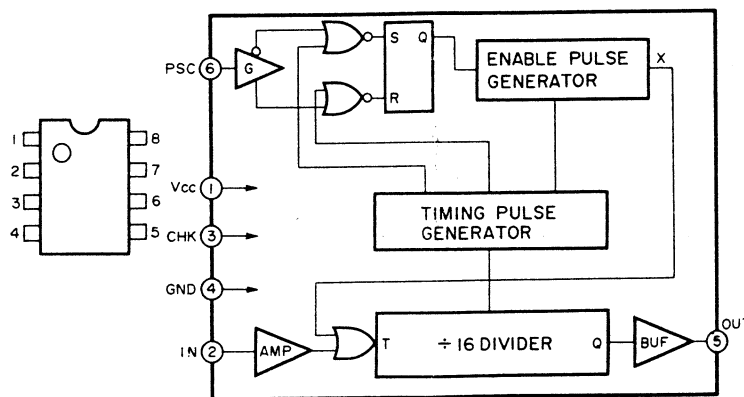 PSC 6
G
S Q
R
ENABLE PULSE
GENERATOR
X
1 8
2 7
3 6
4 5
Vcc 1
CHK 3
GND 4
IN 2
TIMING PULSE
GENERATOR
AMP
T ÷16 DIVIDER Q
BUF
5 OUT